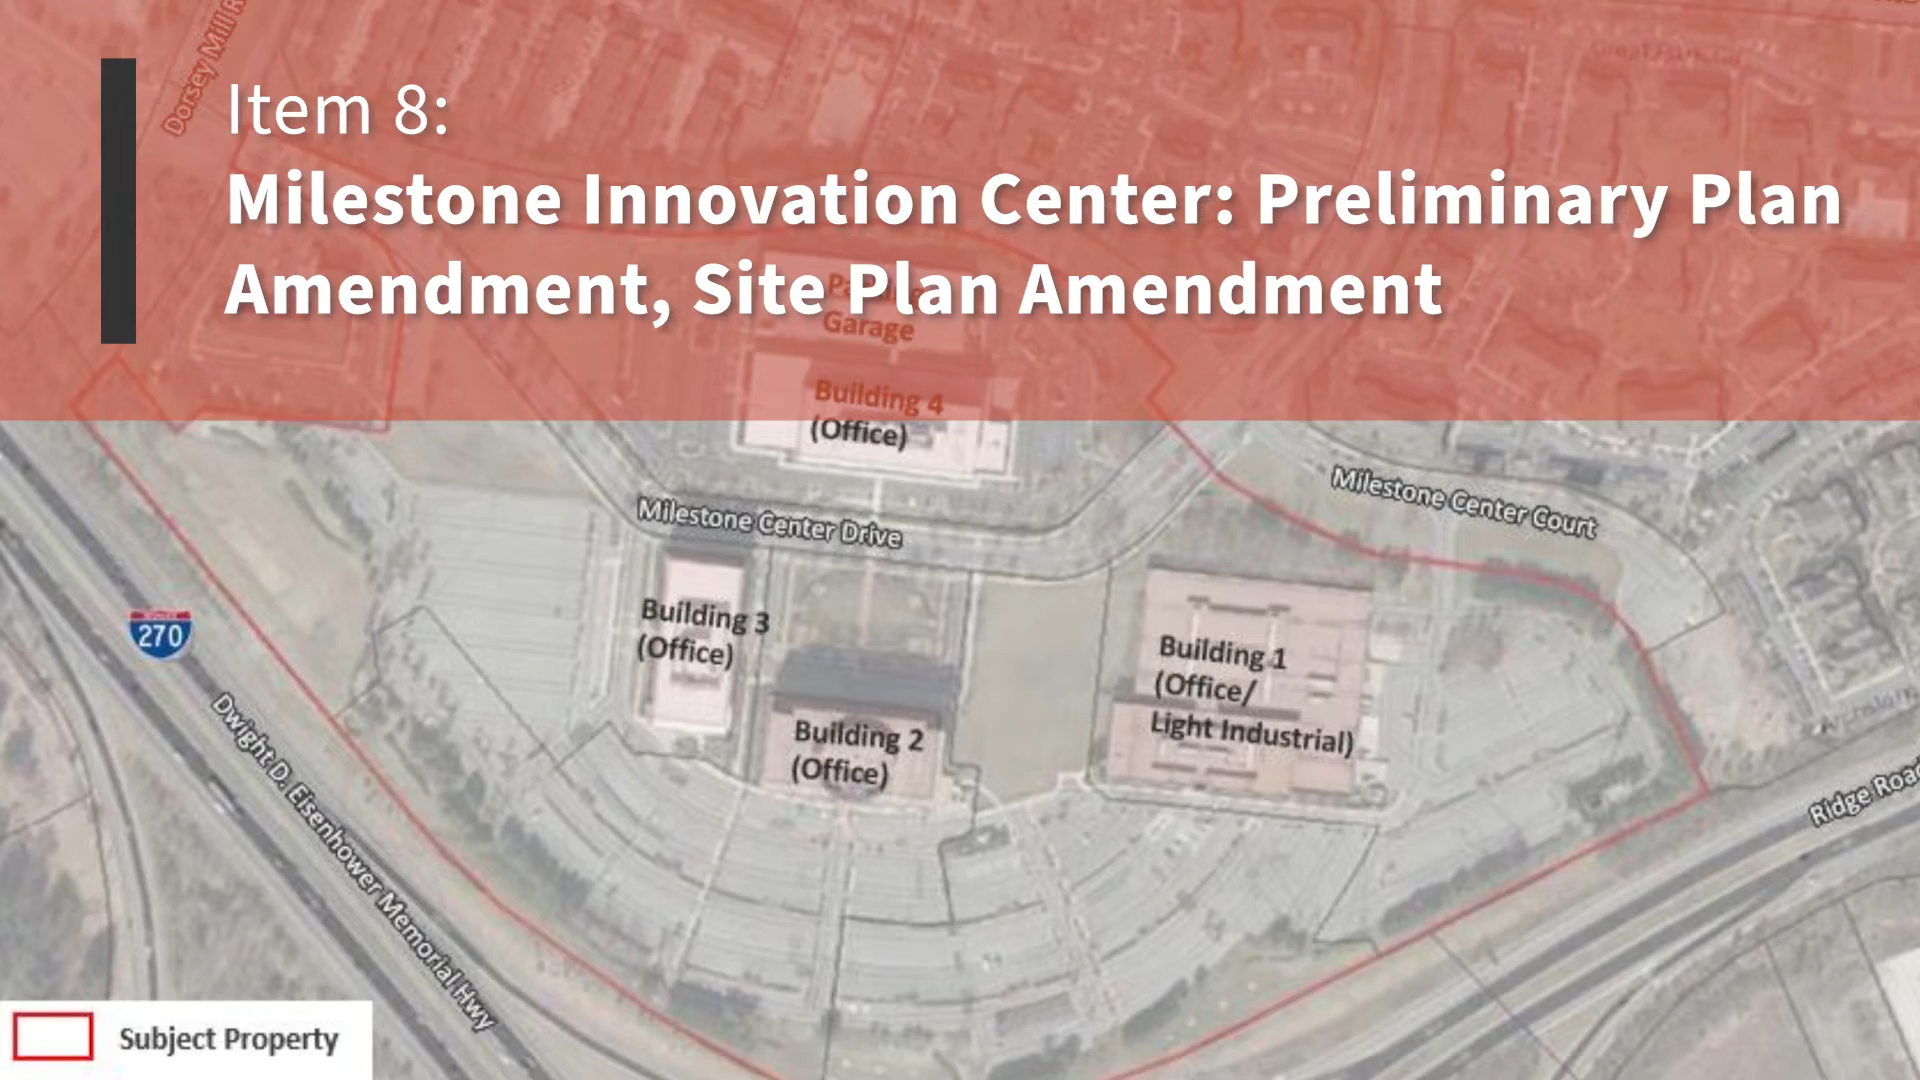 Dorsey Mill R
Item 8:
Milestone Innovation Center: Preliminary Plan
Amendment, Site Plan Amendment
Garage
Building 4
(Office)
Milestone Center Drive
Milestone Center Court
270
Building 3
(Office)
Building 2
(Office)
Building 1
(Office/
Light Industrial)
Dwight D. Eisenhower Memorial Hwy
Ridge Road
Subject Property